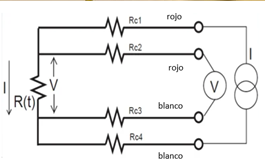 Rc1 rojo
Rc2
rojo
I
I
V
R(t)
V
Rc3
blanco
Rc4
blanco